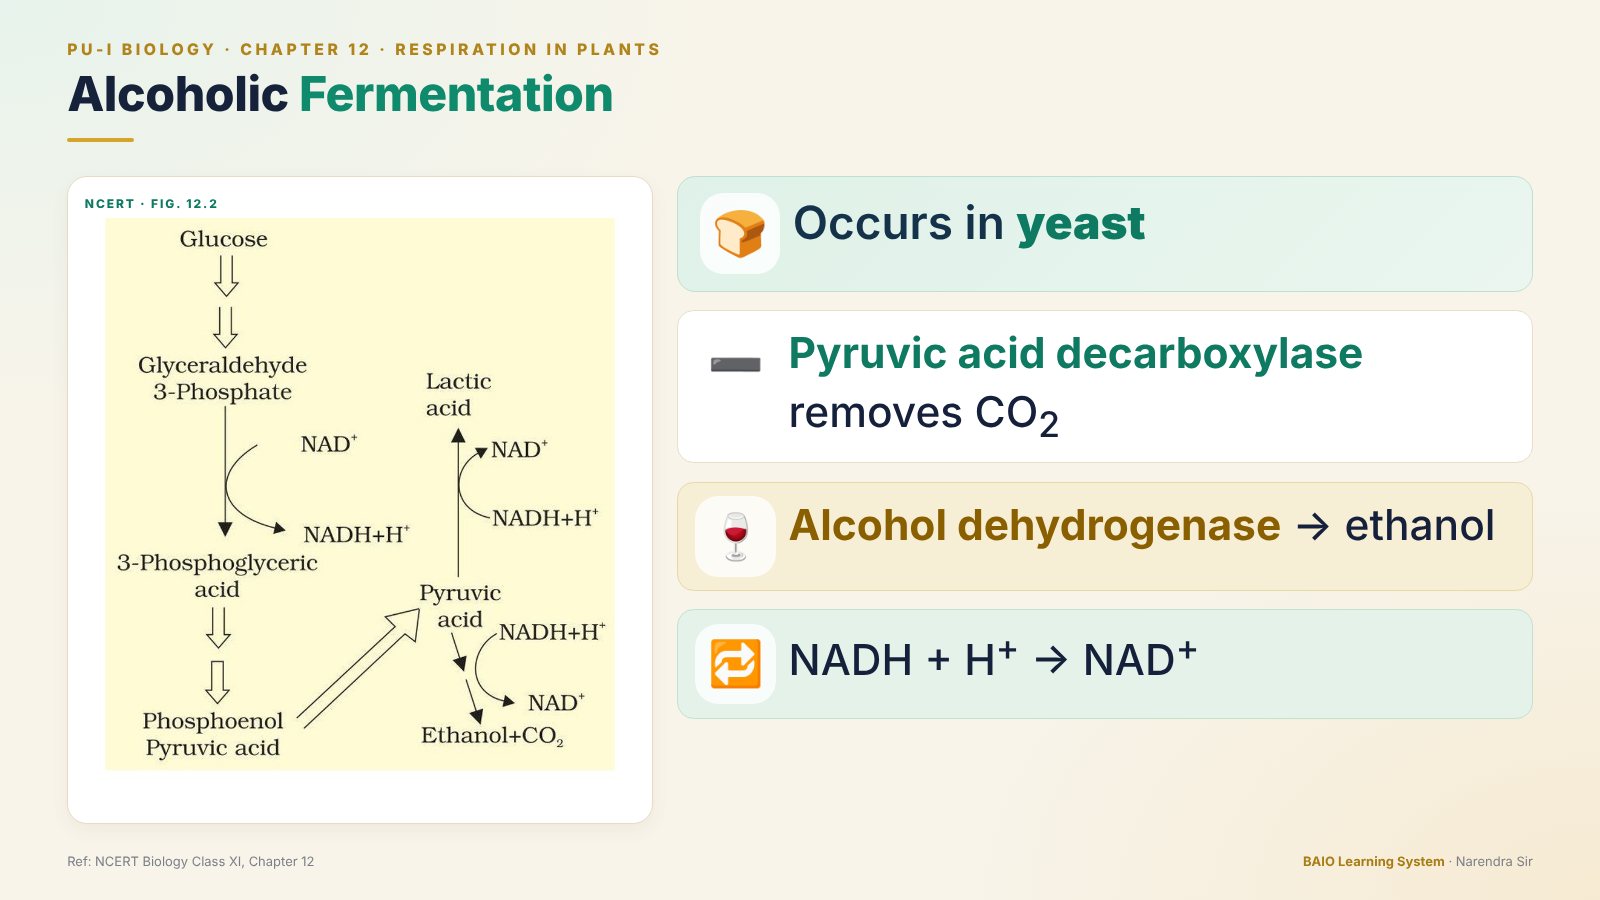 PU-I BIOLOGY · CHAPTER 12 · RESPIRATION IN PLANTS
Alcoholic Fermentation
NCERT · FIG. 12.2
Glucose
Glyceraldehyde
3-Phosphate
NAD⁺
NADH+H⁺
3-Phosphoglyceric
acid
Phosphoenol
Pyruvic acid
Lactic
acid
NAD⁺
NADH+H⁺
Pyruvic
acid
NADH+H⁺
NAD⁺
Ethanol+CO₂
Occurs in yeast
Pyruvic acid decarboxylase
removes CO₂
Alcohol dehydrogenase → ethanol
NADH + H⁺ → NAD⁺
Ref: NCERT Biology Class XI, Chapter 12
BAIO Learning System · Narendra Sir